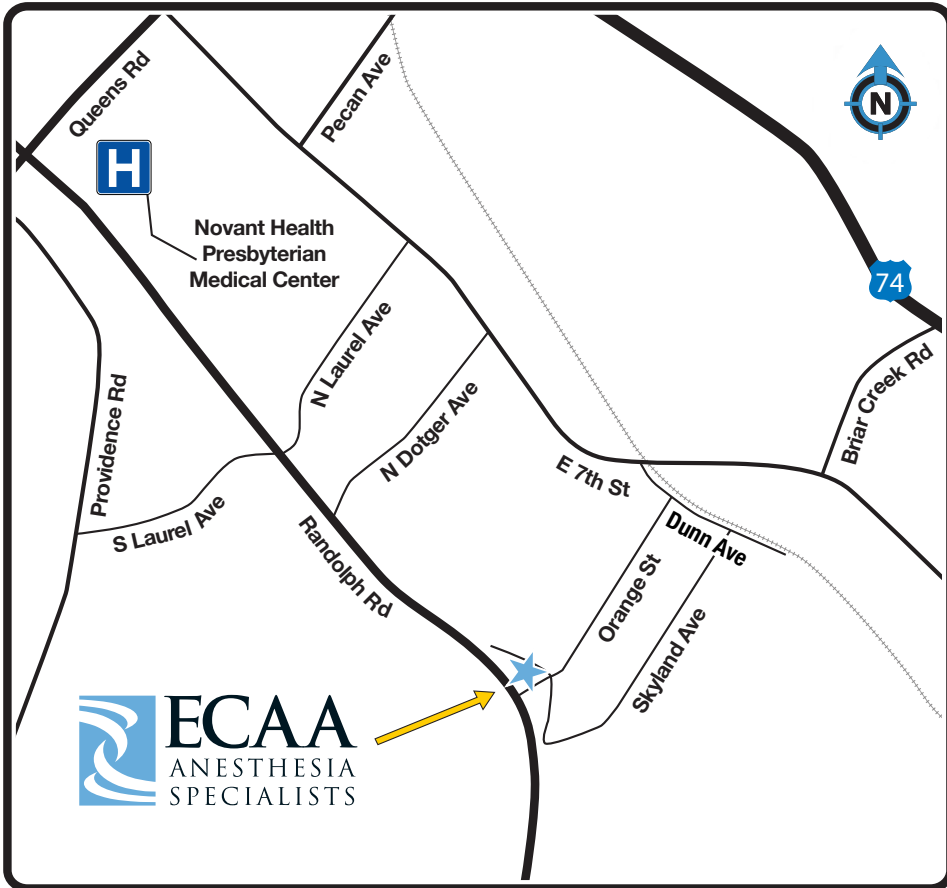 Queens Rd
Pecan Ave
N
H
Novant Health
Presbyterian
Medical Center
74
N Laurel Ave
Briar Creek Rd
Providence Rd
N Dotger Ave
E 7th St
S Laurel Ave
Dunn Ave
Randolph Rd
Orange St
Skyland Ave
ECAA
ANESTHESIA
SPECIALISTS